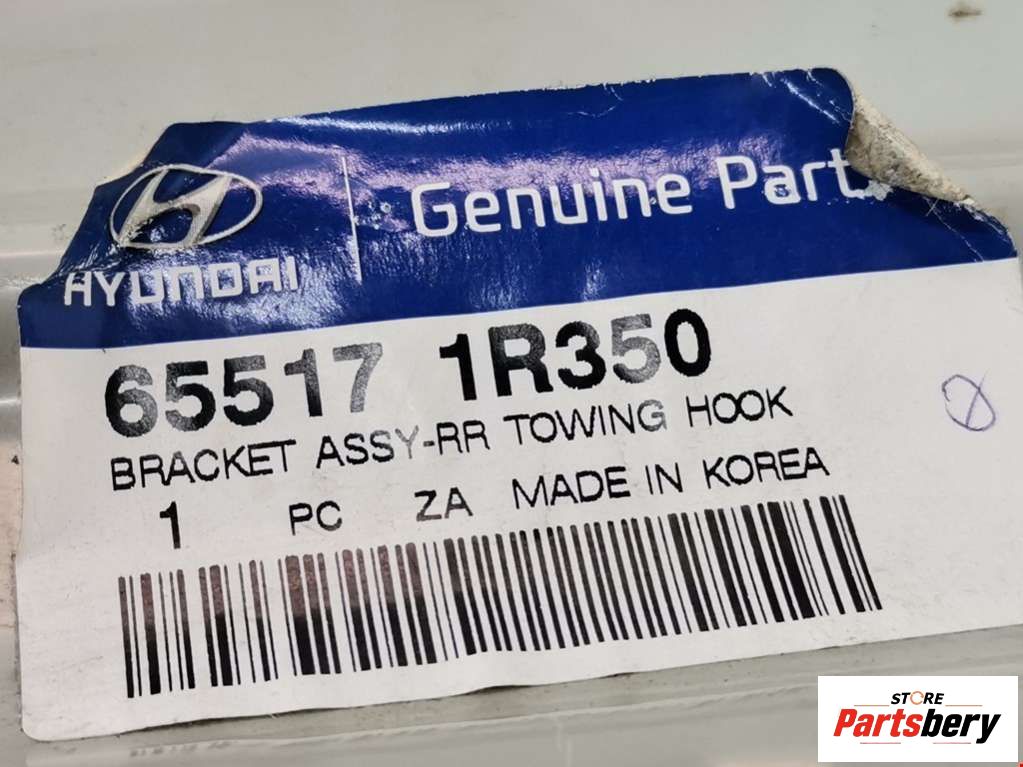 HYUNDAI
Genuine Part
65517 1R350
BRACKET ASSY-RR TOWING HOOK
1 PC ZA MADE IN KOREA
STORE
Partsbery